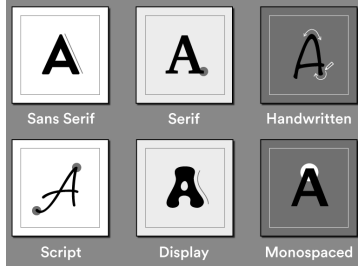 A A A
Sans Serif Serif Handwritten
A A A
Script Display Monospaced